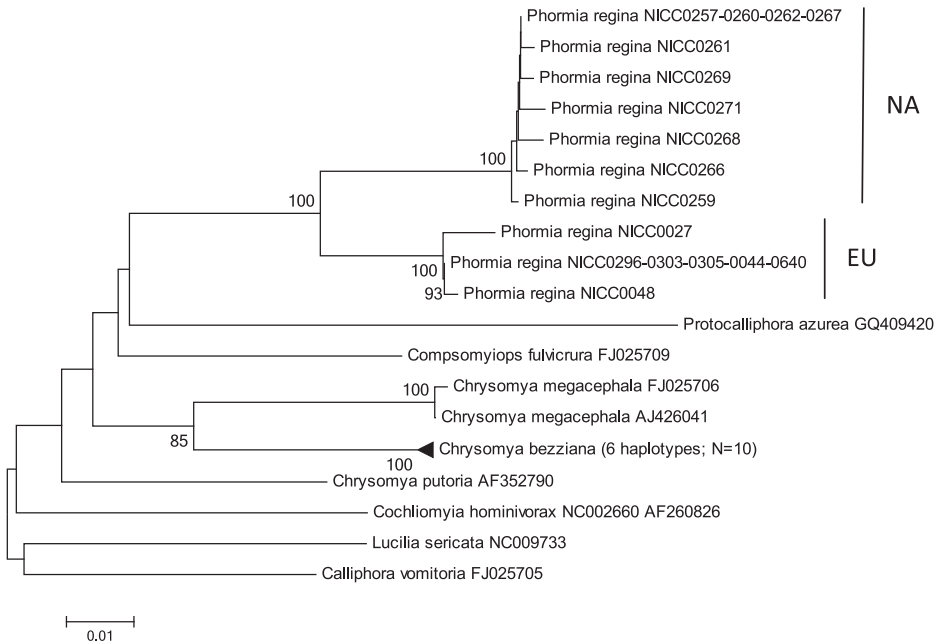 Phormia regina NICC0257-0260-0262-0267
Phormia regina NICC0261
Phormia regina NICC0269
Phormia regina NICC0271
NA
Phormia regina NICC0268
100
Phormia regina NICC0266
Phormia regina NICC0259
100
Phormia regina NICC0027
EU
100
Phormia regina NICC0296-0303-0305-0044-0640
93
Phormia regina NICC0048
Protocalliphora azurea GQ409420
Compsomyiops fulvicrura FJ025709
100
Chrysomya megacephala FJ025706
Chrysomya megacephala AJ426041
85
Chrysomya bezziana (6 haplotypes; N=10)
100
Chrysomya putoria AF352790
Cochliomyia hominivorax NC002660 AF260826
Lucilia sericata NC009733
Calliphora vomitoria FJ025705
0.01